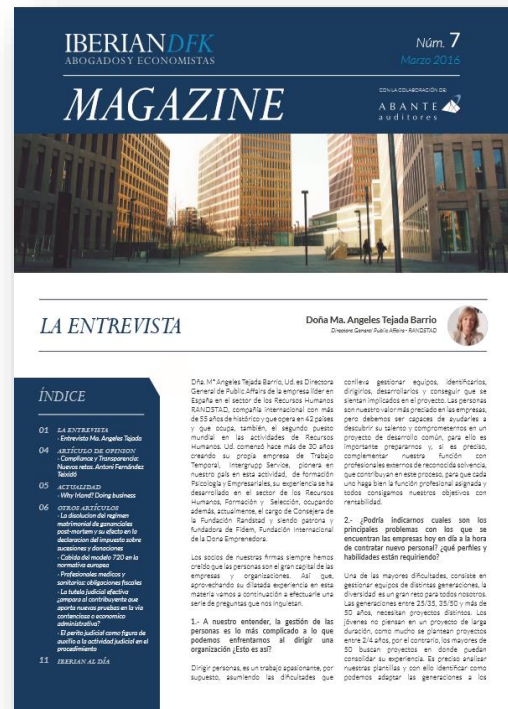 IBERIANDFK
ABOGADOS Y ECONOMISTAS
Núm. 7
Marzo 2016
MAGAZINE
CON LA COLABORACIÓN DE:
ABANTE
auditores
LA ENTREVISTA
Doña Ma. Angeles Tejada Barrio
Directora General Public Affairs - RANDSTAD
ÍNDICE
01 LA ENTREVISTA
- Entrevista Ma. Angeles Tejada
04 ARTÍCULO DE OPINION
- Compliance y Transparencia:
Nuevos retos. Antoni Fernández
Teixidó
05 ACTUALIDAD
- Why Irland? Doing business
06 OTROS ARTÍCULOS
- La disolucion del regimen
matrimonial de gananciales
post-mortem y su efecto en la
declaracion del impuesto sobre
sucesiones y donaciones
- Cabida del modelo 720 en la
normativa europea
- Profesionales medicos y
sanitarios: obligaciones fiscales
- La tutela judicial efectiva
¿ampara al contribuyente que
aporta nuevas pruebas en la via
contencioso o economico
administrativa?
- El perito judicial como figura de
auxilio a la actividad judicial en el
procedimiento
11 IBERIAN AL DÍA
Dña. Mª Angeles Tejada Barrio, Ud. es Directora
General de Public Affairs de la empresa líder en
España en el sector de los Recursos Humanos
RANDSTAD, compañía internacional con más
de 55 años de histórico y que opera en 42 países
y que ocupa, también, el segundo puesto
mundial en las actividades de Recursos
Humanos. Ud. comenzó hace más de 30 años
creando su propia empresa de Trabajo
Temporal, Intergrup Service, pionera en
nuestro país en esta actividad, de formación
Psicología y Empresariales, su experiencia se ha
desarrollado en el sector de los Recursos
Humanos, Formación y Selección, ocupando
además, actualmente, el cargo de Consejera de
la Fundación Randstad y siendo patrona y
fundadora de Fidem, Fundación Internacional
de la Dona Emprenedora.
Los socios de nuestras firmas siempre hemos
creído que las personas son el gran capital de las
empresas y organizaciones. Así que,
aprovechando su dilatada experiencia en esta
materia vamos a continuación a efectuarle una
serie de preguntas que nos inquietan.
1.- A nuestro entender, la gestión de las
personas es lo más complicado a lo que
podemos enfrentarnos al dirigir una
organización ¿Esto es así?
Dirigir personas, es un trabajo apasionante, por
supuesto, asumiendo las dificultades que
conlleva gestionar equipos, identificarlos,
dirigirlos, desarrollarlos y conseguir que se
sientan implicados en el proyecto. Las personas
son nuestro valor más preciado en las empresas,
pero debemos ser capaces de ayudarles a
descubrir su talento y comprometernos en un
proyecto de desarrollo común, para ello es
importante prepararnos y, si es preciso,
complementar nuestra función con
profesionales externos de reconocida solvencia,
que contribuyan en este proceso, para que cada
uno haga bien la función profesional asignada y
todos consigamos nuestros objetivos con
rentabilidad.
2.- ¿Podría indicarnos cuales son los
principales problemas con los que se
encuentran las empresas hoy en día a la hora
de contratar nuevo personal? ¿qué perfiles y
habilidades están requiriendo?
Una de las mayores dificultades, consiste en
gestionar equipos de distintas generaciones, la
diversidad es un gran reto para todos nosotros.
Las generaciones entre 25/35, 35/50 y más de
50 años, necesitan proyectos distintos. Los
jóvenes no piensan en un proyecto de larga
duración, como mucho se plantean proyectos
entre 2/4 años, por el contrario, los mayores de
50 buscan proyectos en donde puedan
consolidar su experiencia. Es preciso analizar
nuestras plantillas y con ello identificar como
podemos adaptar las generaciones a los